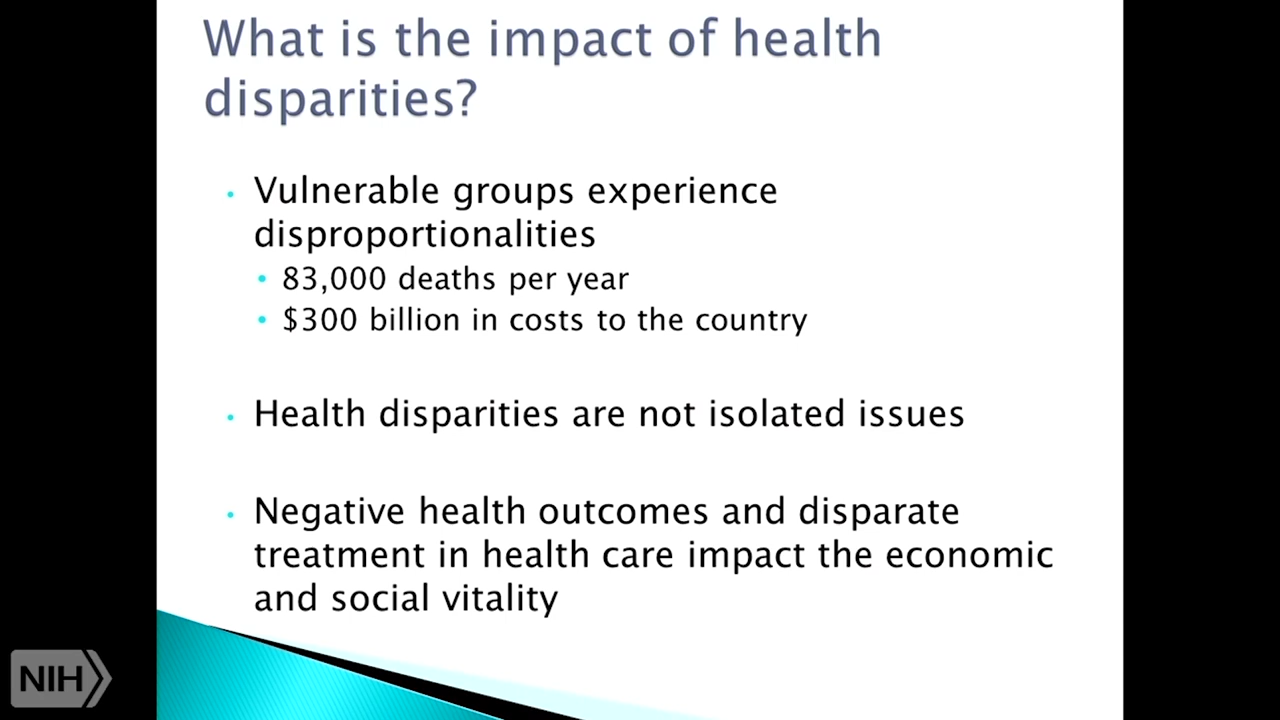 What is the impact of health
disparities?
• Vulnerable groups experience
disproportionalities
• 83,000 deaths per year
• $300 billion in costs to the country
• Health disparities are not isolated issues
• Negative health outcomes and disparate
treatment in health care impact the economic
and social vitality
NIH